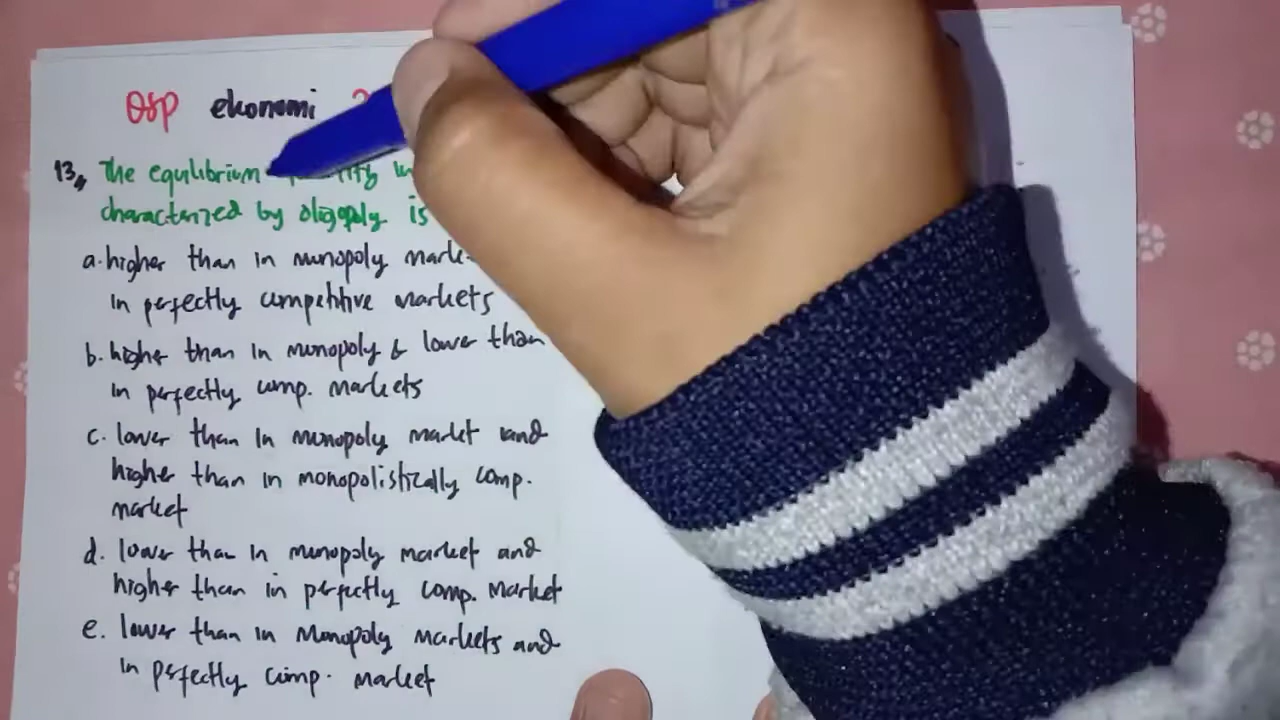 OSP ekonomi
13,, The equilibrium
characterized by oligopoly is
a. higher than in monopoly
in perfectly competitive markets
b. higher than in monopoly & lower than
in perfectly comp. markets
c. lower than in monopoly market and
higher than in monopolistically comp.
market
d. lower than in monopoly market and
higher than in perfectly comp. market
e. lower than in monopoly markets and
in perfectly comp. market